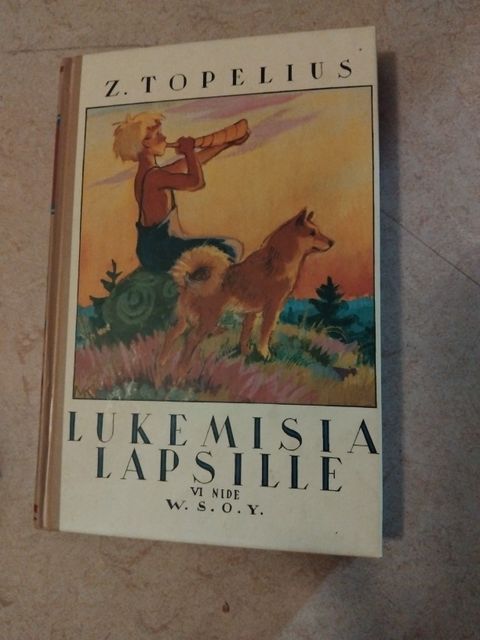 Z. TOPELIUS
LUKEMISIA
LAPSILLE
VI NIDE
W. S. O. Y.